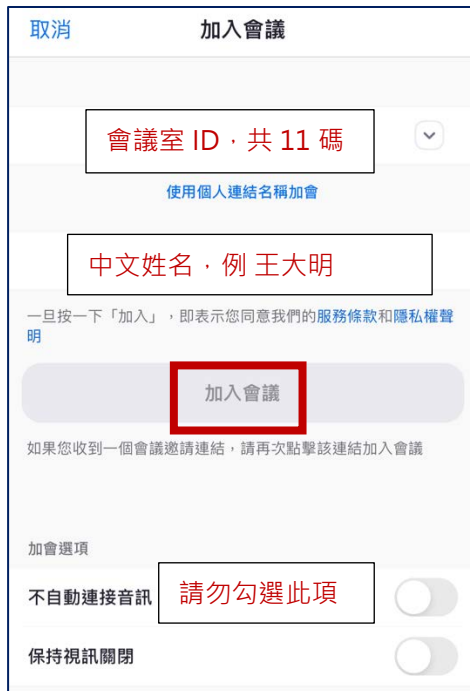 取消
加入會議
會議室 ID，共 11 碼
使用個人連結名稱加會
中文姓名，例 王大明
一旦按一下「加入」，即表示您同意我們的服務條款和隱私權聲
明
加入會議
如果您收到一個會議邀請連結，請再次點擊該連結加入會議
加會選項
不自動連接音訊
請勿勾選此項
保持視訊關閉